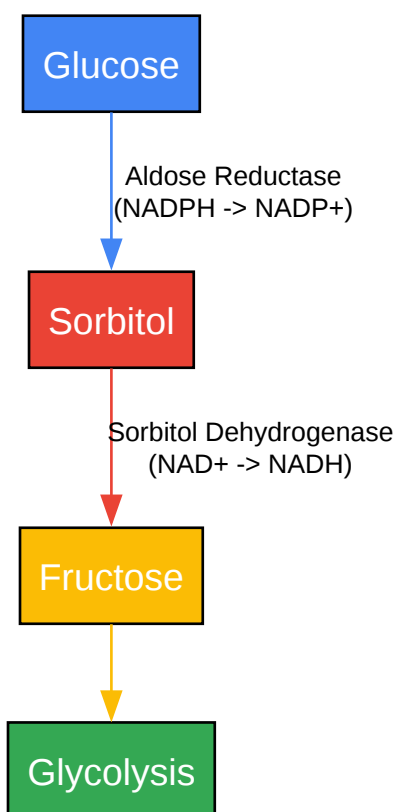 Glucose
Aldose Reductase
(NADPH -> NADP+)
Sorbitol
Sorbitol Dehydrogenase
(NAD+ -> NADH)
Fructose
Glycolysis